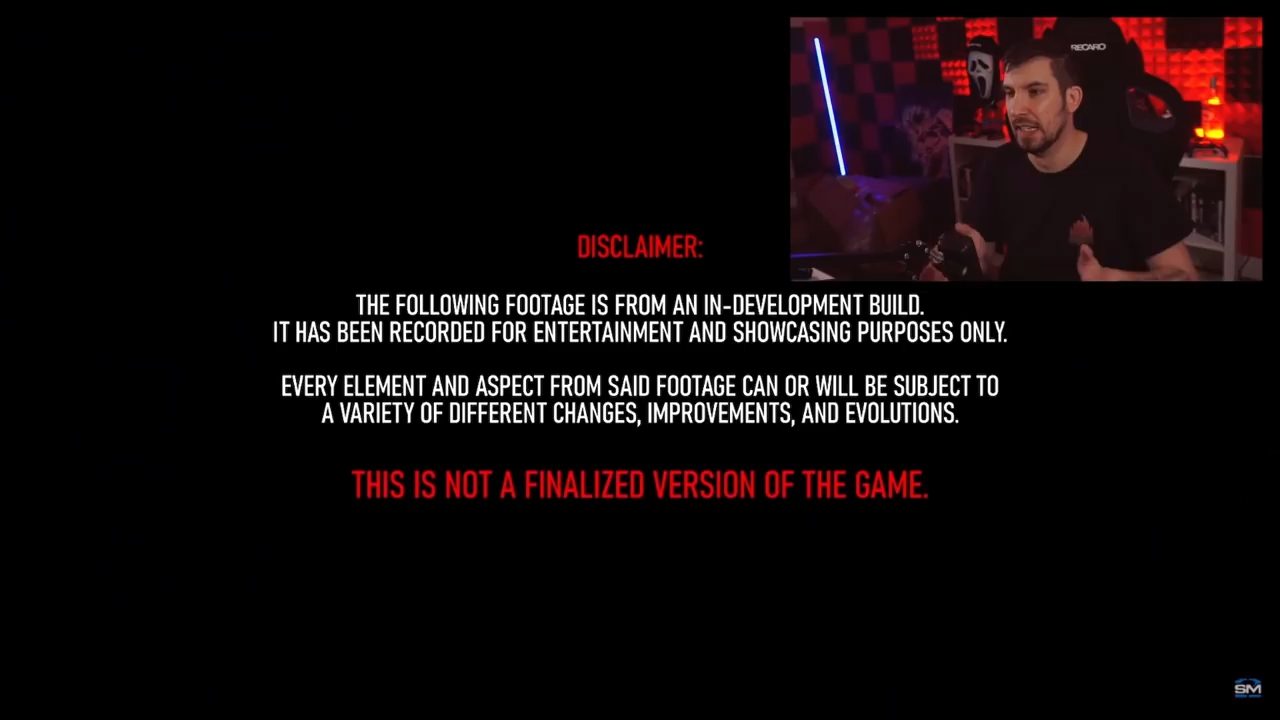 RECARO
DISCLAIMER:
THE FOLLOWING FOOTAGE IS FROM AN IN-DEVELOPMENT BUILD.
IT HAS BEEN RECORDED FOR ENTERTAINMENT AND SHOWCASING PURPOSES ONLY.
EVERY ELEMENT AND ASPECT FROM SAID FOOTAGE CAN OR WILL BE SUBJECT TO
A VARIETY OF DIFFERENT CHANGES, IMPROVEMENTS, AND EVOLUTIONS.
THIS IS NOT A FINALIZED VERSION OF THE GAME.
SM